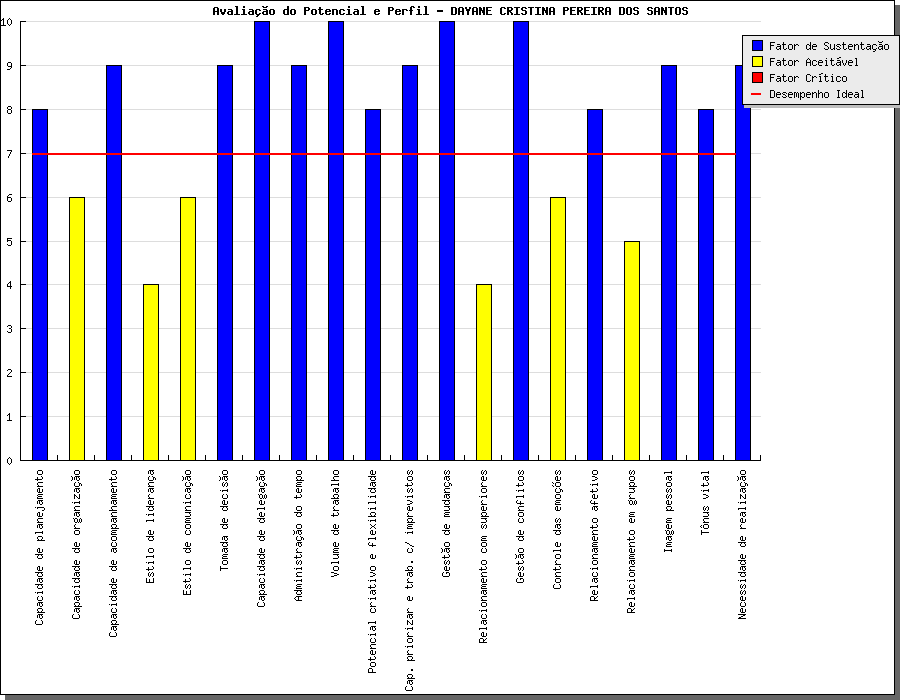 Avaliação do Potencial e Perfil - DAYANE CRISTINA PEREIRA DOS SANTOS
Fator de Sustentação
Fator Aceitável
Fator Crítico
Desempenho Ideal
10
9
8
7
6
5
4
3
2
1
0
Capacidade de planejamento
Capacidade de organização
Capacidade de acompanhamento
Estilo de liderança
Estilo de comunicação
Tomada de decisão
Capacidade de delegação
Administração do tempo
Volume de trabalho
Potencial criativo e flexibilidade
Cap. priorizar e trab. c/ imprevistos
Gestão de mudanças
Relacionamento com superiores
Gestão de conflitos
Controle das emoções
Relacionamento afetivo
Relacionamento em grupos
Imagem pessoal
Tônus vital
Necessidade de realização